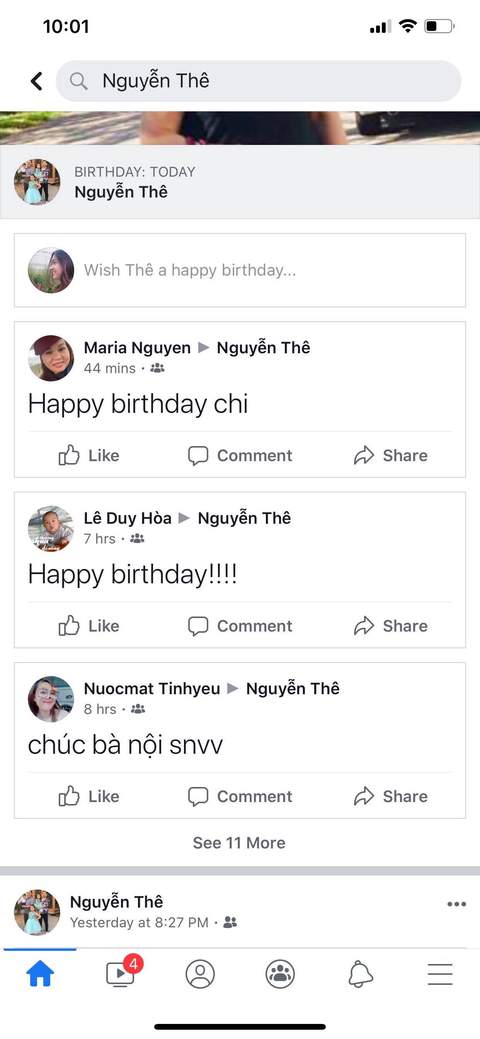 10:01
Nguyễn Thê
BIRTHDAY: TODAY
Nguyễn Thê
Wish Thê a happy birthday...
Maria Nguyen ▶ Nguyễn Thê
44 mins ·
Happy birthday chi
Like Comment Share
Lê Duy Hòa ▶ Nguyễn Thê
7 hrs ·
Happy birthday!!!!
Like Comment Share
Nuocmat Tinhyeu ▶ Nguyễn Thê
8 hrs ·
chúc bà nội snvv
Like Comment Share
See 11 More
Nguyễn Thê
Yesterday at 8:27 PM ·
4